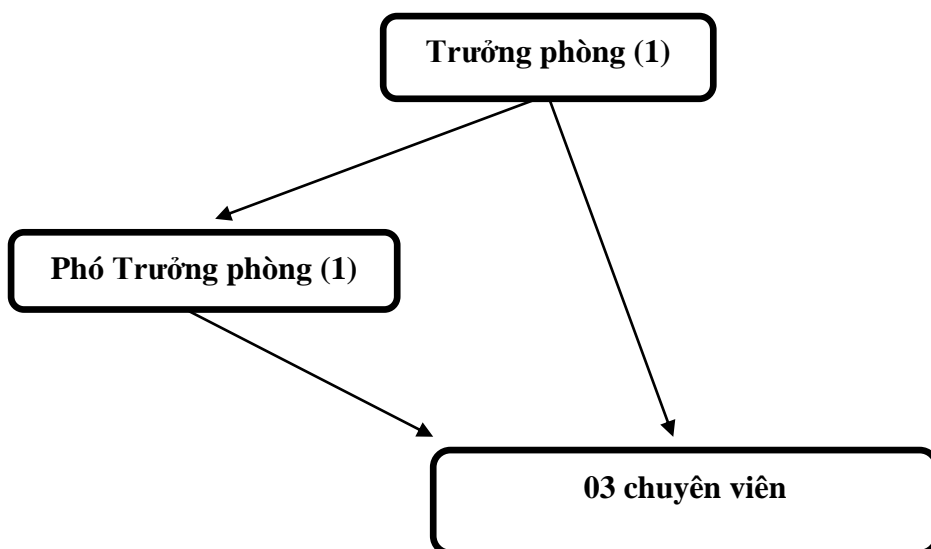 Trưởng phòng (1)
Phó Trưởng phòng (1)
03 chuyên viên